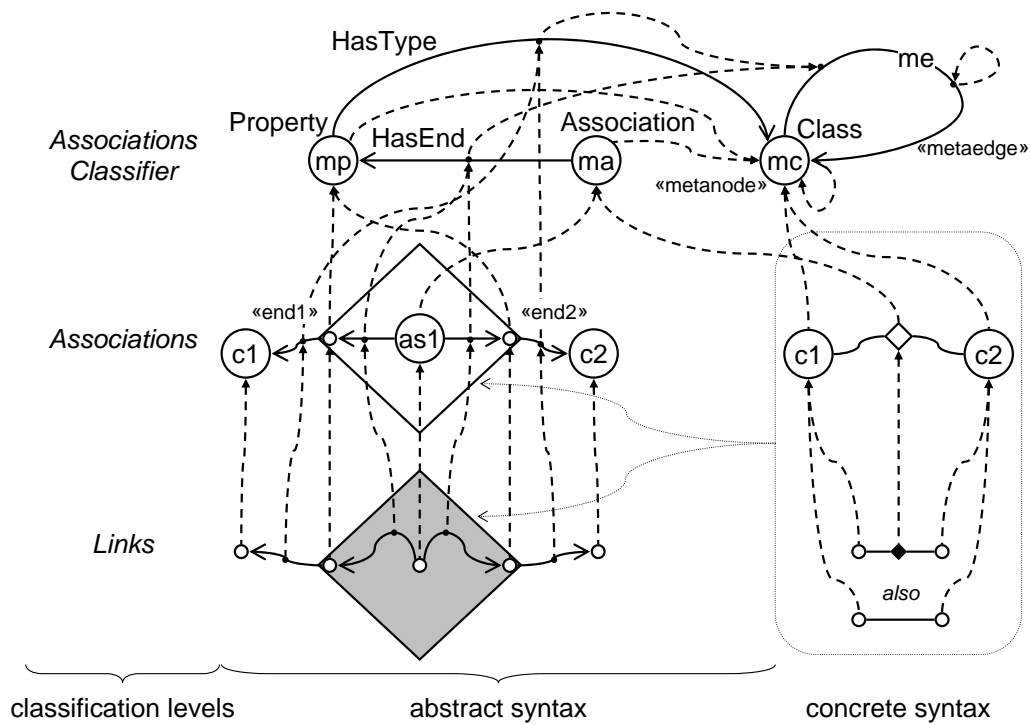 HasType
me
Property
HasEnd
Association
Class
Associations
Classifier
mp
ma
mc
«metaedge»
«metanode»
«end1»
«end2»
Associations
c1
as1
c2
c1
c2
Links
also
classification levels
abstract syntax
concrete syntax